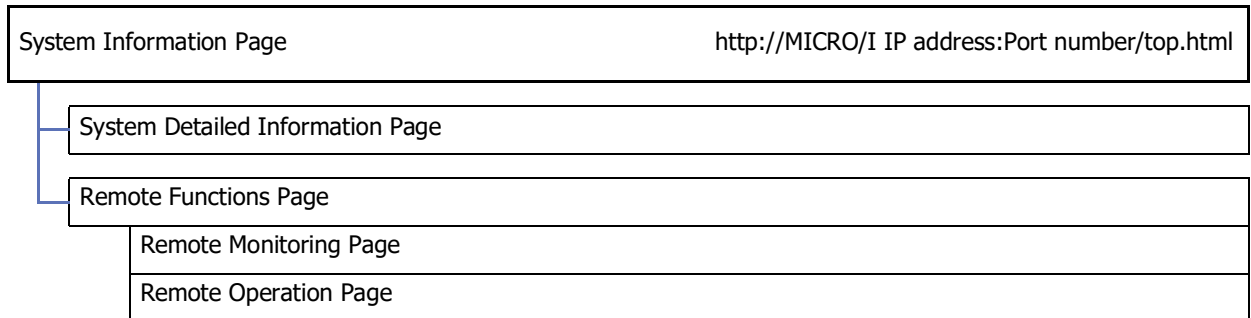 System Information Page http://MICRO/I IP address:Port number/top.html
System Detailed Information Page
Remote Functions Page
Remote Monitoring Page
Remote Operation Page